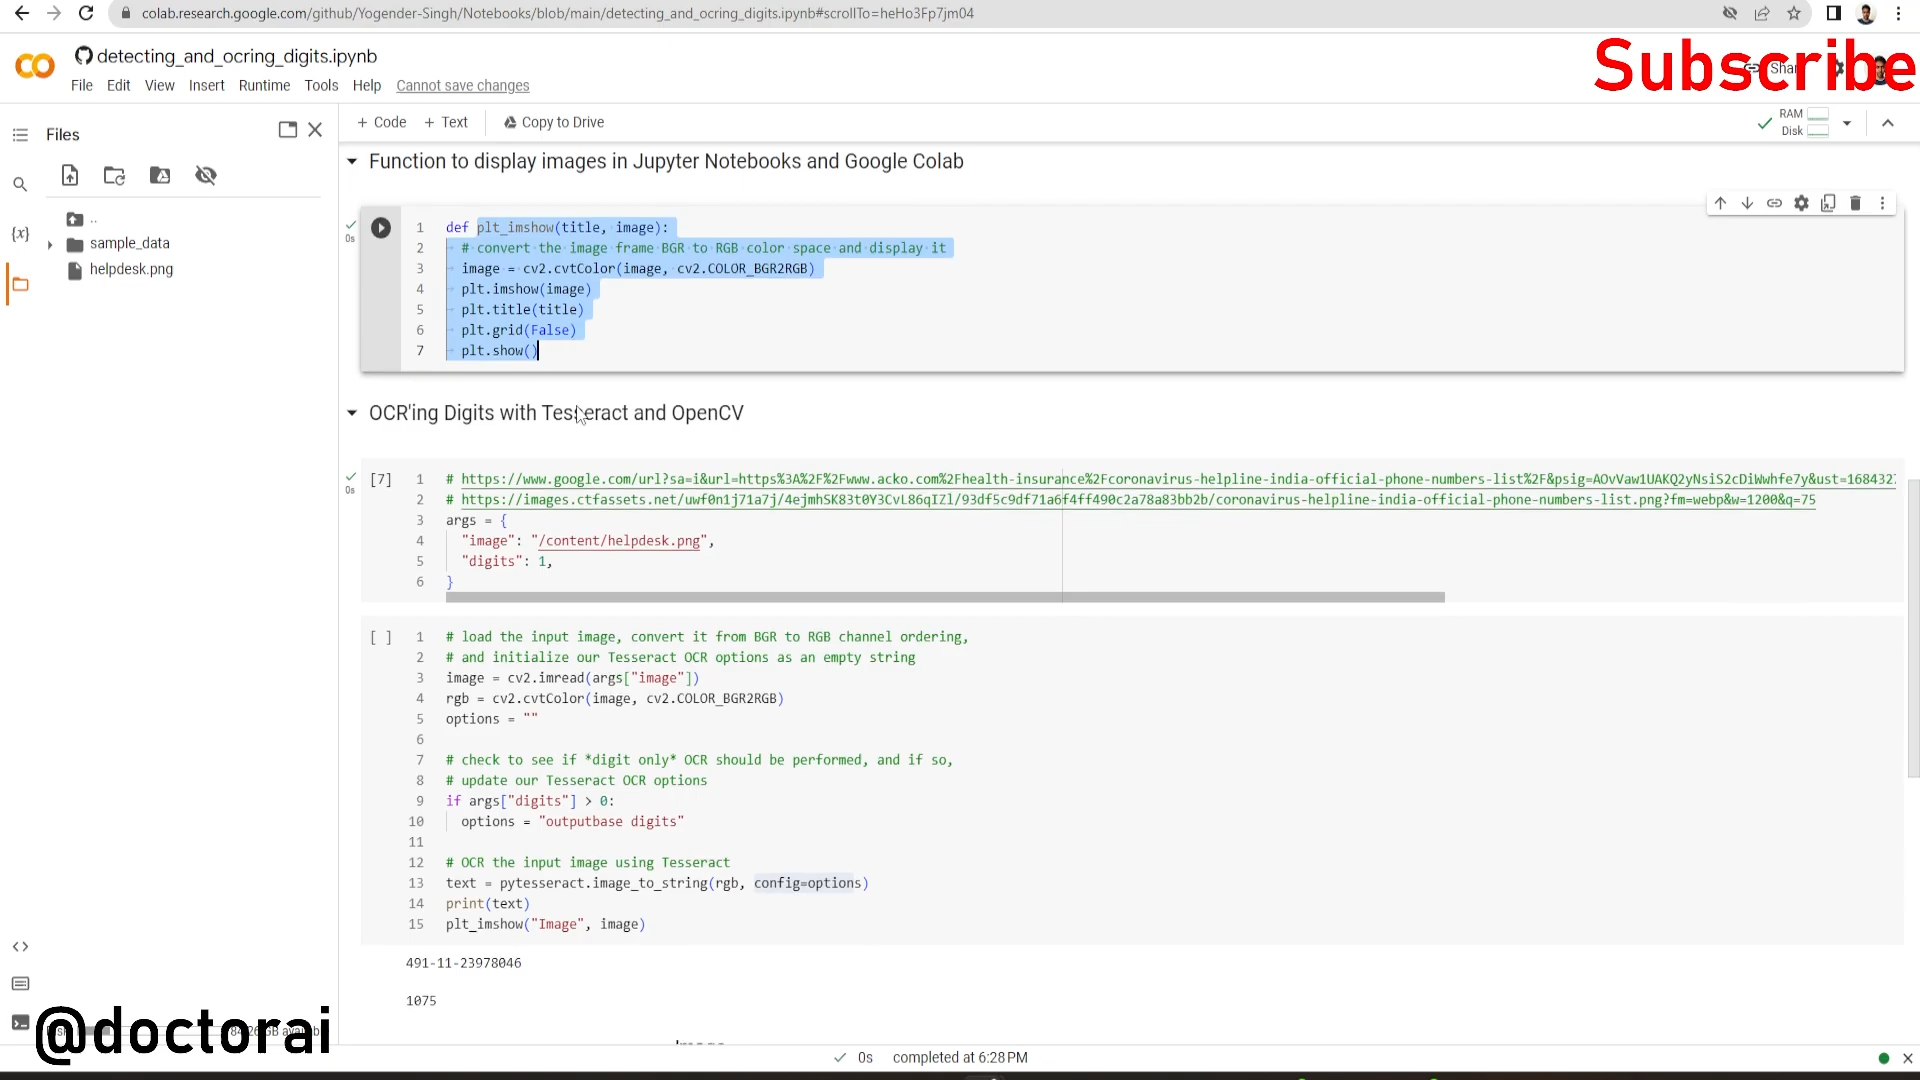 colab.research.google.com/github/Yogender-Singh/Notebooks/blob/main/detecting_and_ocring_digits.ipynb#scrollTo=heHo3Fp7jm04
detecting_and_ocring_digits.ipynb
Subscribe
File Edit View Insert Runtime Tools Help Cannot save changes
Files
+ Code + Text Copy to Drive
RAM
Disk
..
sample_data
helpdesk.png
Function to display images in Jupyter Notebooks and Google Colab
0s
1 def plt_imshow(title, image):
2 # convert the image frame BGR to RGB color space and display it
3 image = cv2.cvtColor(image, cv2.COLOR_BGR2RGB)
4 plt.imshow(image)
5 plt.title(title)
6 plt.grid(False)
7 plt.show()
OCR'ing Digits with Tesseract and OpenCV
0s
[7] 1 # https://www.google.com/url?sa=i&url=https%3A%2F%2Fwww.acko.com%2Fhealth-insurance%2Fcoronavirus-helpline-india-official-phone-numbers-list%2F&psig=AOvVaw1UAKQ2yNsiS2cDiWwhfe7y&ust=168432
2 # https://images.ctfassets.net/uwf0n1j71a7j/4ejmhSK83t0Y3CvL86qIZl/93df5c9df71a6f4ff490c2a78a83bb2b/coronavirus-helpline-india-official-phone-numbers-list.png?fm=webp&w=1200&q=75
3 args = {
4 "image": "/content/helpdesk.png",
5 "digits": 1,
6 }
[ ] 1 # load the input image, convert it from BGR to RGB channel ordering,
2 # and initialize our Tesseract OCR options as an empty string
3 image = cv2.imread(args["image"])
4 rgb = cv2.cvtColor(image, cv2.COLOR_BGR2RGB)
5 options = ""
6
7 # check to see if *digit only* OCR should be performed, and if so,
8 # update our Tesseract OCR options
9 if args["digits"] > 0:
10 options = "outputbase digits"
11
12 # OCR the input image using Tesseract
13 text = pytesseract.image_to_string(rgb, config=options)
14 print(text)
15 plt_imshow("Image", image)
491-11-23978046
1075
@doctorai
0s completed at 6:28 PM